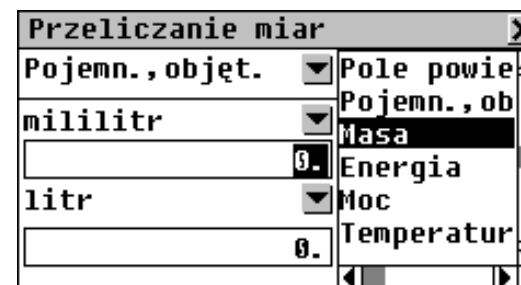 Przeliczanie miar
Pojemn.,objęt.
mililitr
0.
litr
0.
Pole powie
Pojemn.,ob
Masa
Energia
Moc
Temperatur